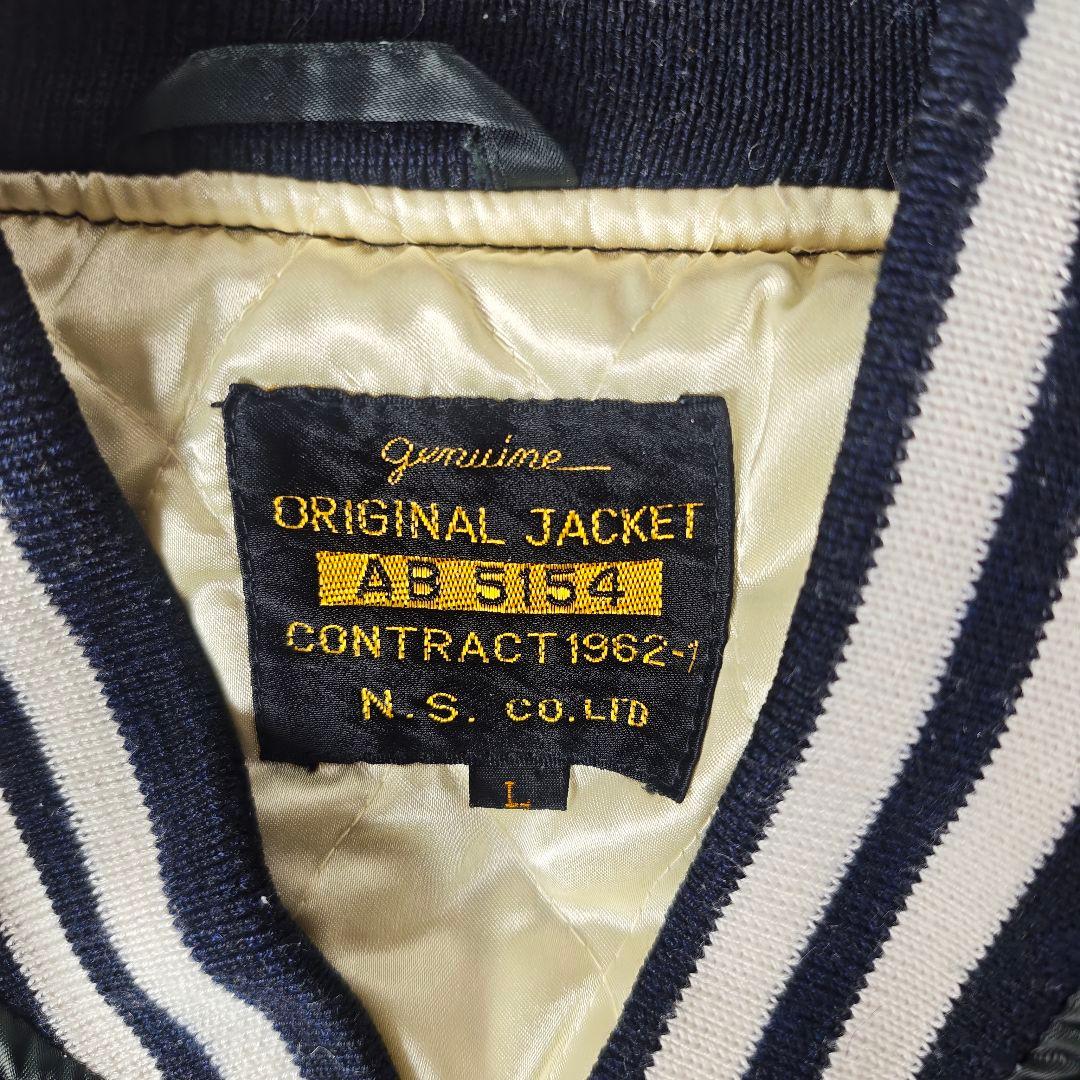 genuine
ORIGINAL JACKET
AB 5154
CONTRACT 1962-1
N.S. CO. LTD
L